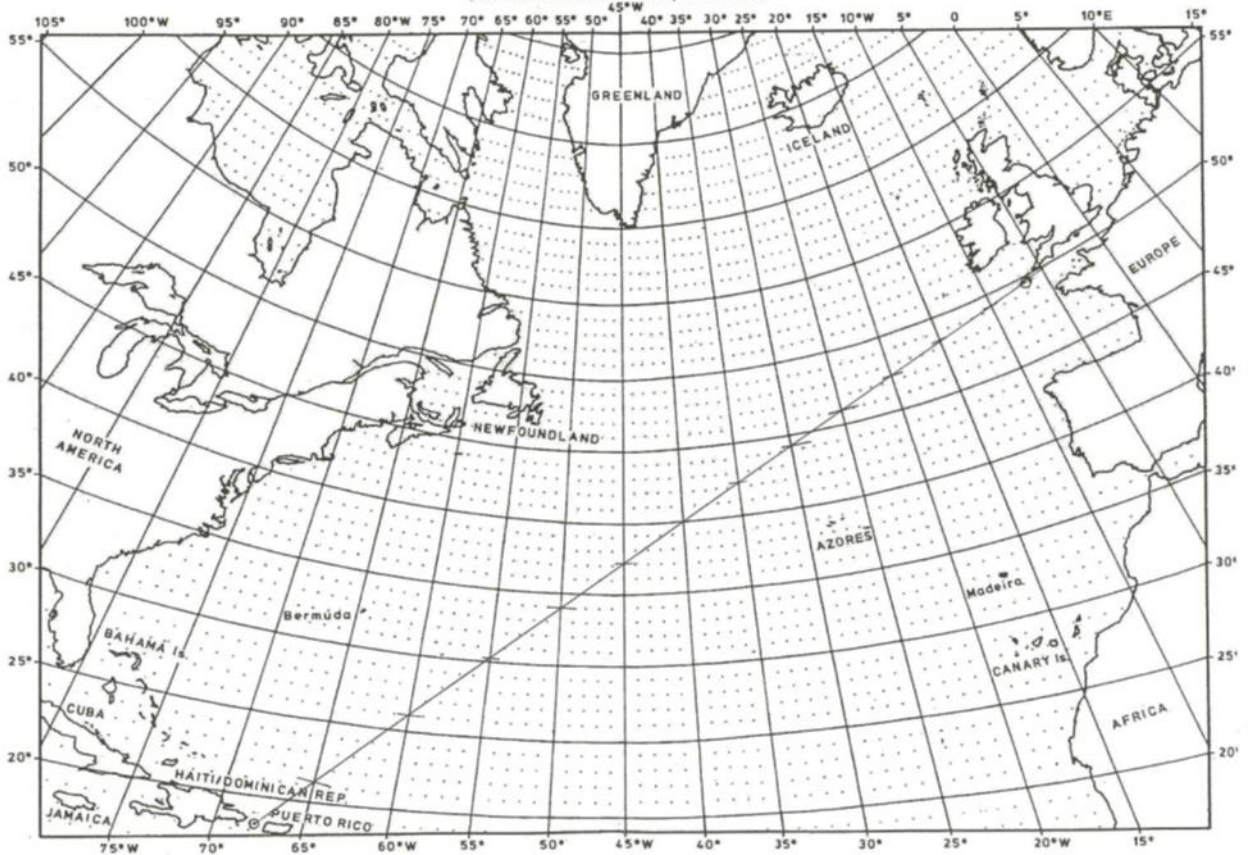 45°W
105° 100°W 95° 90° 85° 80° 75° 70° 65° 60° 55° 50° 40° 35° 30° 25° 20° 15° 10°W 5° 0 5° 10°E 15°
55° 55°
GREENLAND
ICELAND
50° 50°
EUROPE
45° 45°
40° 40°
NEWFOUNDLAND
NORTH
AMERICA
35° 35°
AZORES
30° 30°
Madeira
Bermúda
BAHAMA Is.
CANARY Is.
25° 25'
CUBA
AFRICA
20° 20'
HAITI/DOMINICAN REP.
JAMAICA
PUERTO RICO
75°W 70° 65° 60°W 55° 50° 45°W 40° 35° 30° 25° 20°W 15°